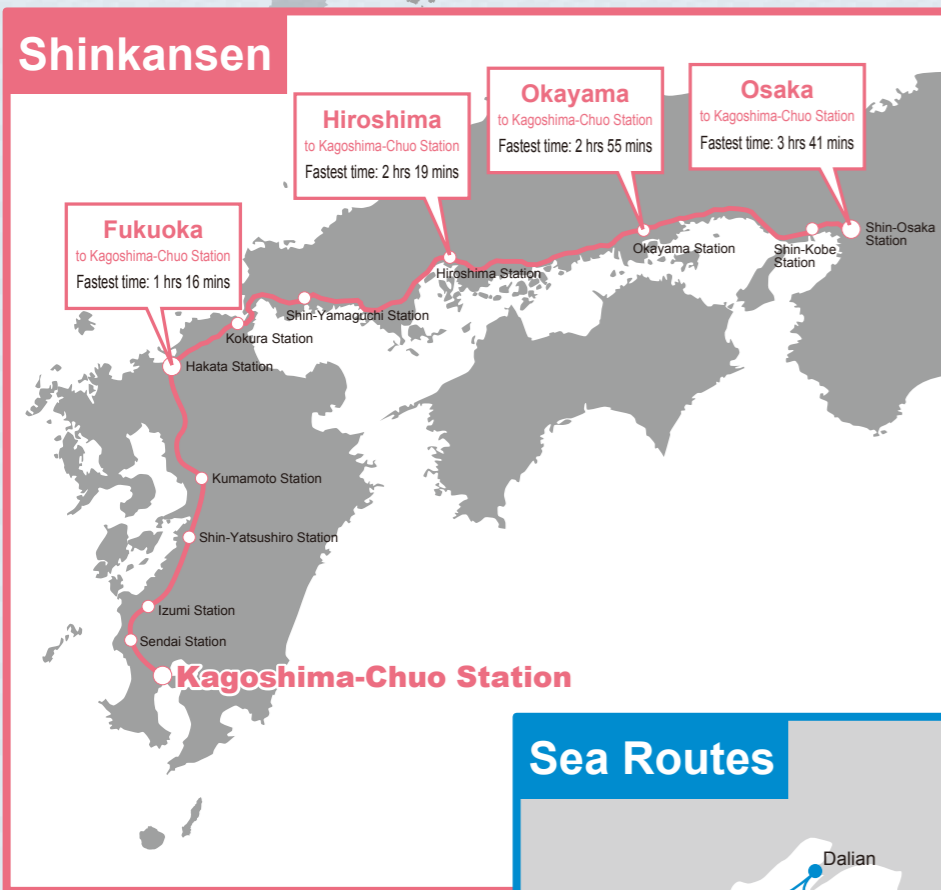 Shinkansen
Osaka
to Kagoshima-Chuo Station
Fastest time: 3 hrs 41 mins
Okayama
to Kagoshima-Chuo Station
Fastest time: 2 hrs 55 mins
Hiroshima
to Kagoshima-Chuo Station
Fastest time: 2 hrs 19 mins
Fukuoka
to Kagoshima-Chuo Station
Fastest time: 1 hrs 16 mins
Shin-Osaka
Station
Shin-Kobe
Station
Okayama Station
Hiroshima Station
Shin-Yamaguchi Station
Kokura Station
Hakata Station
Kumamoto Station
Shin-Yatsushiro Station
Izumi Station
Sendai Station
Kagoshima-Chuo Station
Sea Routes
Dalian